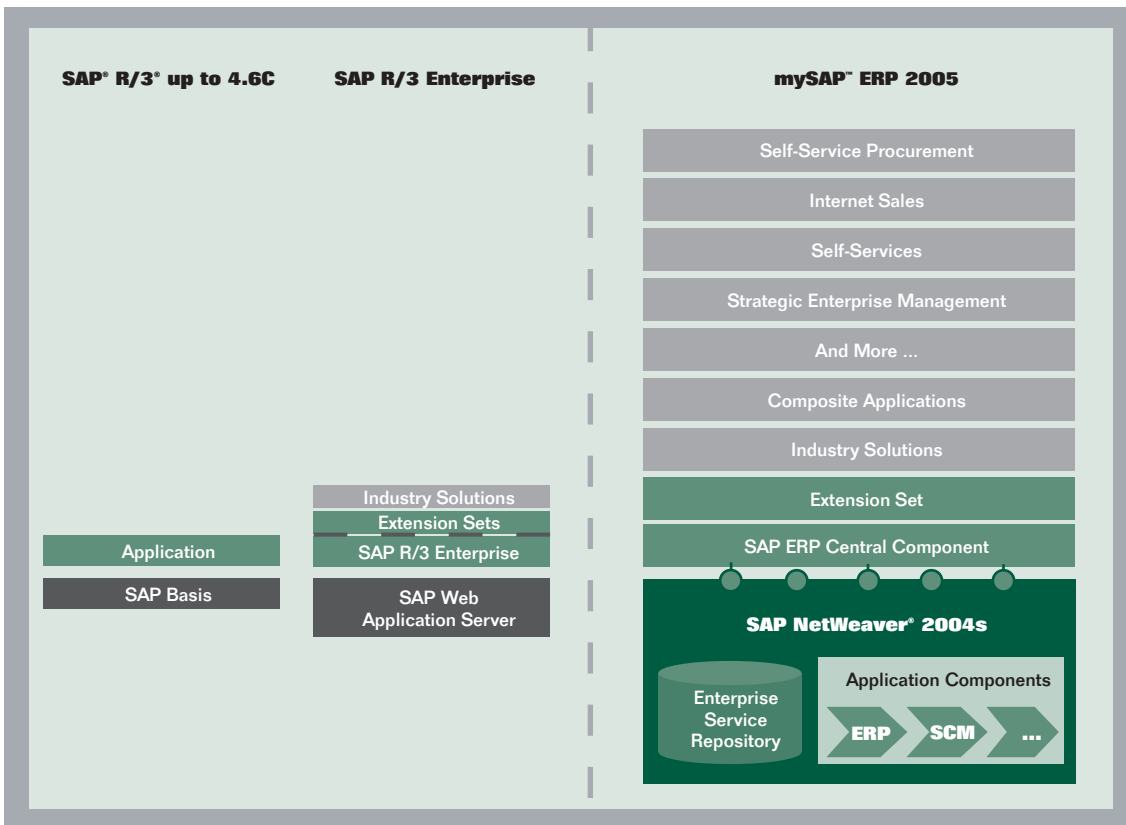 SAP® R/3® up to 4.6C
Application
SAP Basis
SAP R/3 Enterprise
Industry Solutions
Extension Sets
SAP R/3 Enterprise
SAP Web
Application Server
mySAP™ ERP 2005
Self-Service Procurement
Internet Sales
Self-Services
Strategic Enterprise Management
And More ...
Composite Applications
Industry Solutions
Extension Set
SAP ERP Central Component
SAP NetWeaver® 2004s
Enterprise
Service
Repository
Application Components
ERP
SCM
...